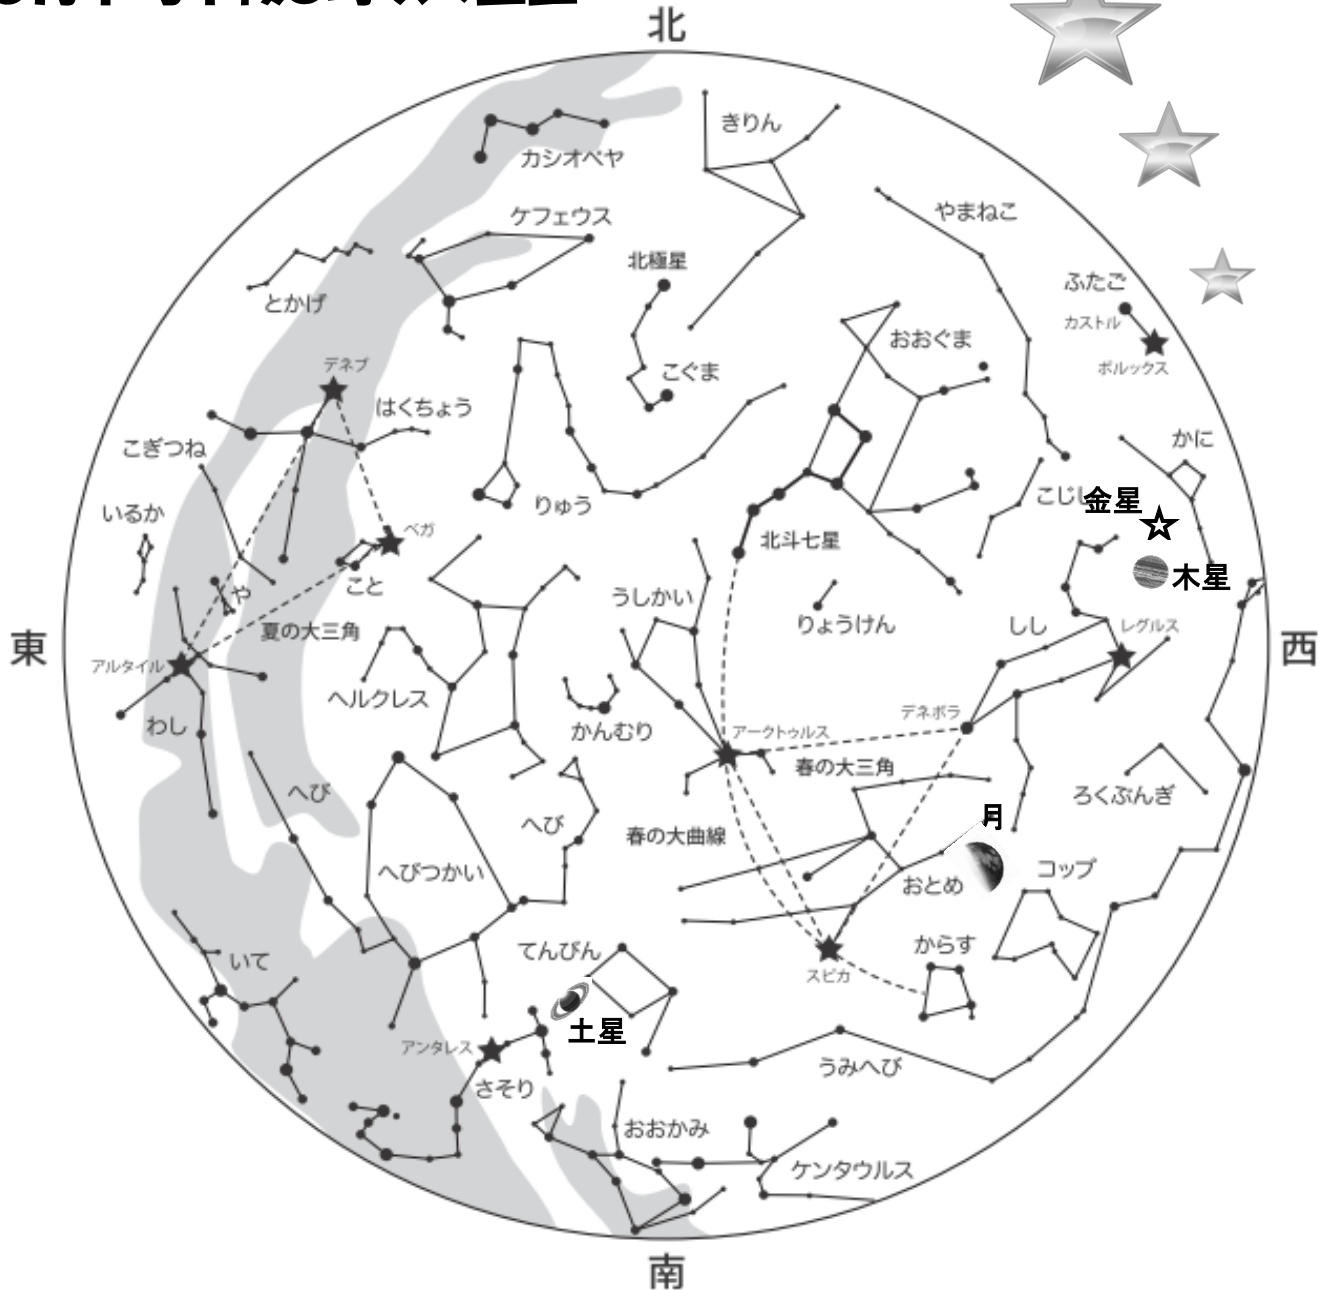 北
きりん
カシオペヤ
やまねこ
ケフェウス
北極星
ふたご
とかげ
カストル
おおぐま
ポルックス
デネブ
こぐま
はくちょう
かに
こぎつね
りゅう
金星
いるか
ベガ
北斗七星
木星
こと
や
うしかい
りょうけん
しし
レグルス
夏の大三角
東
西
アルタイル
ヘルクレス
デネボラ
わし
かんむり
アークトゥルス
春の大三角
へび
ろくぶんぎ
へび
春の大曲線
月
へびつかい
おとめ
コップ
てんびん
からす
いて
スピカ
土星
アンタレス
うみへび
さそり
おおかみ
ケンタウルス
南